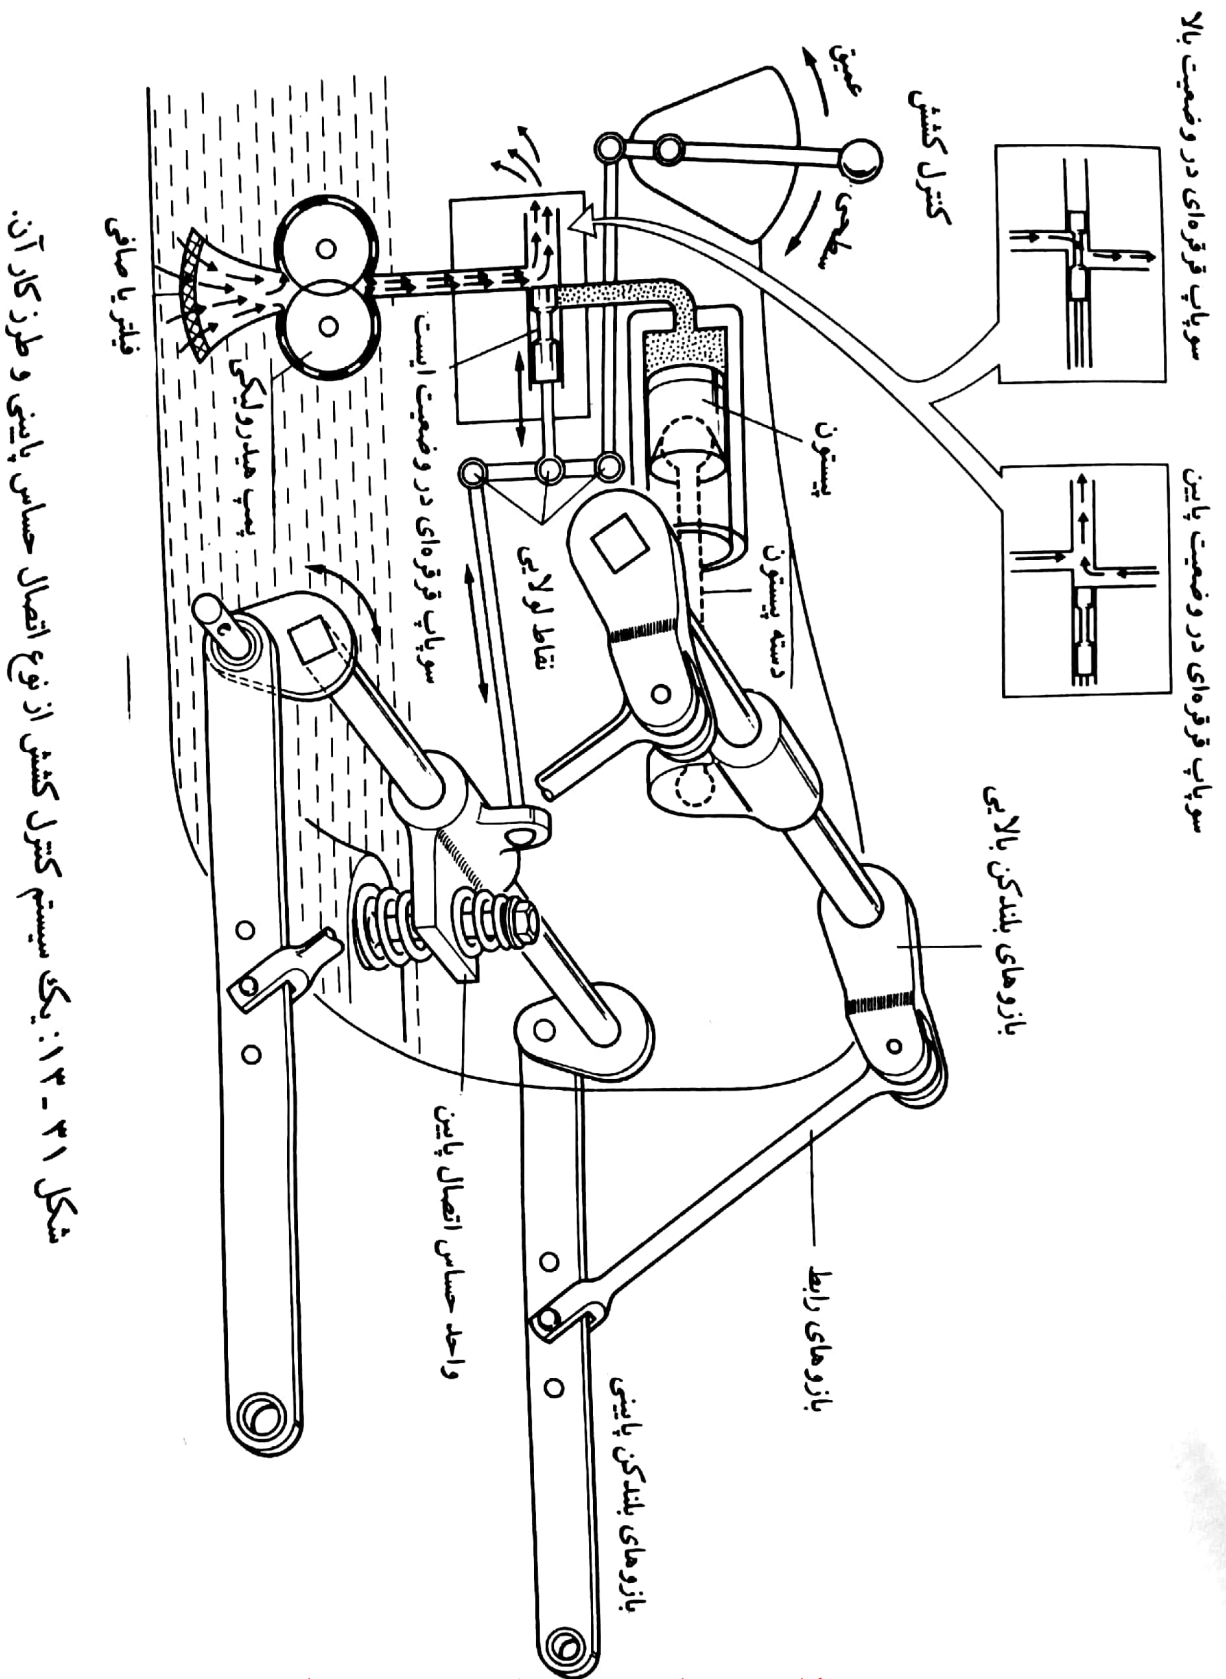 سوپاپ قرقره‌ای در وضعیت بالا
سوپاپ قرقره‌ای در وضعیت پایین
کنترل کشش
عمیق
سطحی
پیستون
دسته پیستون
بازوهای بلندکن بالایی
نقاط لولایی
بازوهای رابط
سوپاپ قرقره‌ای در وضعیت ایست
واحد حساس اتصال پایین
بازوهای بلندکن پایینی
پمپ هیدرولیکی
فیلتر یا صافی
شکل ۳۱ - ۱۳: یک سیستم کنترل کشش از نوع اتصال حساس پایینی و طرز کار آن.